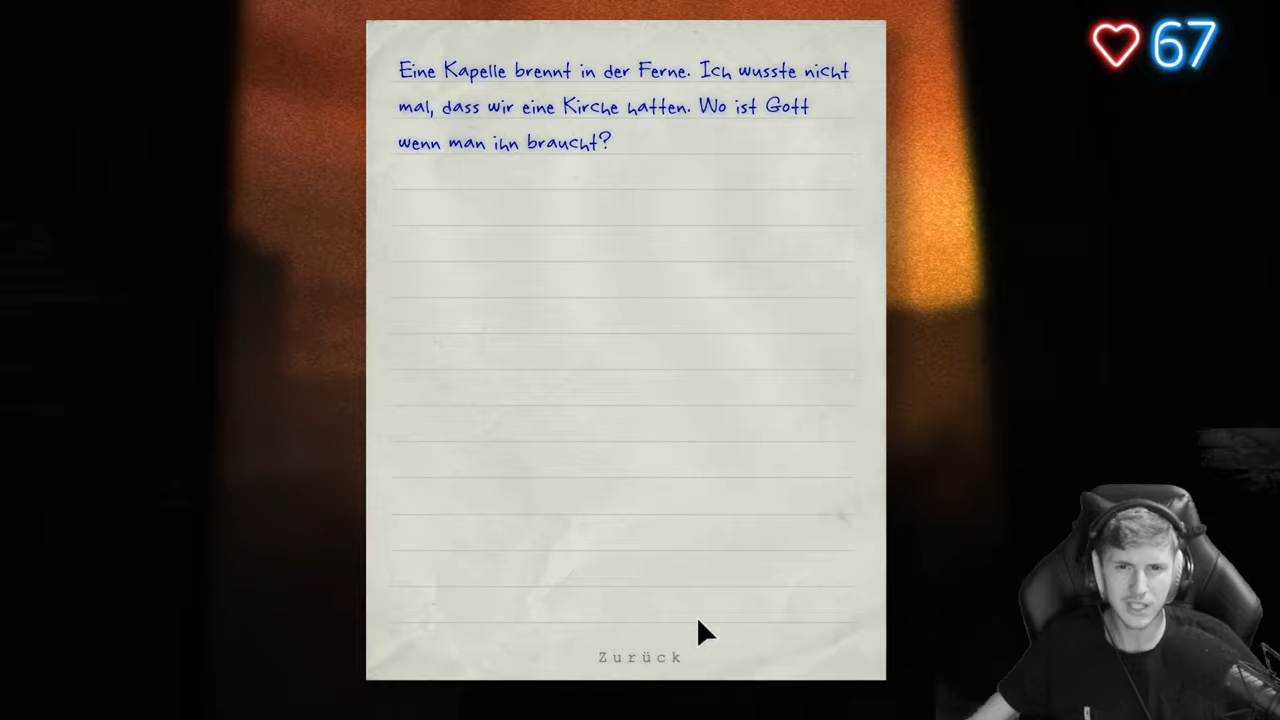 67
Eine Kapelle brennt in der Ferne. Ich wusste nicht
mal, dass wir eine Kirche hatten. Wo ist Gott
wenn man ihn braucht?
Zurück